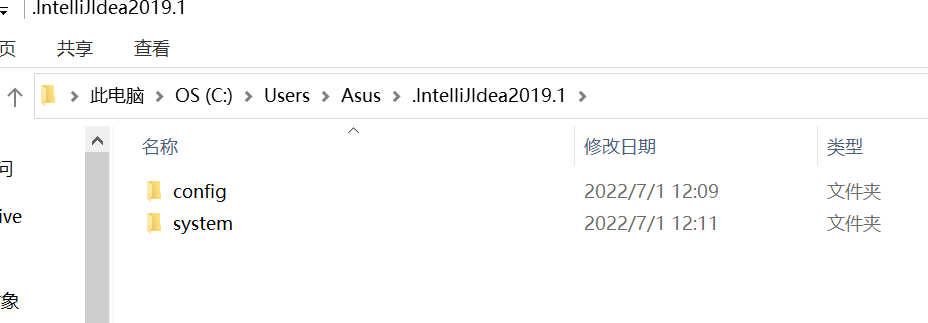 .IntelliJIdea2019.1
页 共享 查看
此电脑 OS (C:) Users Asus .IntelliJIdea2019.1
名称 修改日期 类型
问
config 2022/7/1 12:09 文件夹
ive
system 2022/7/1 12:11 文件夹
象